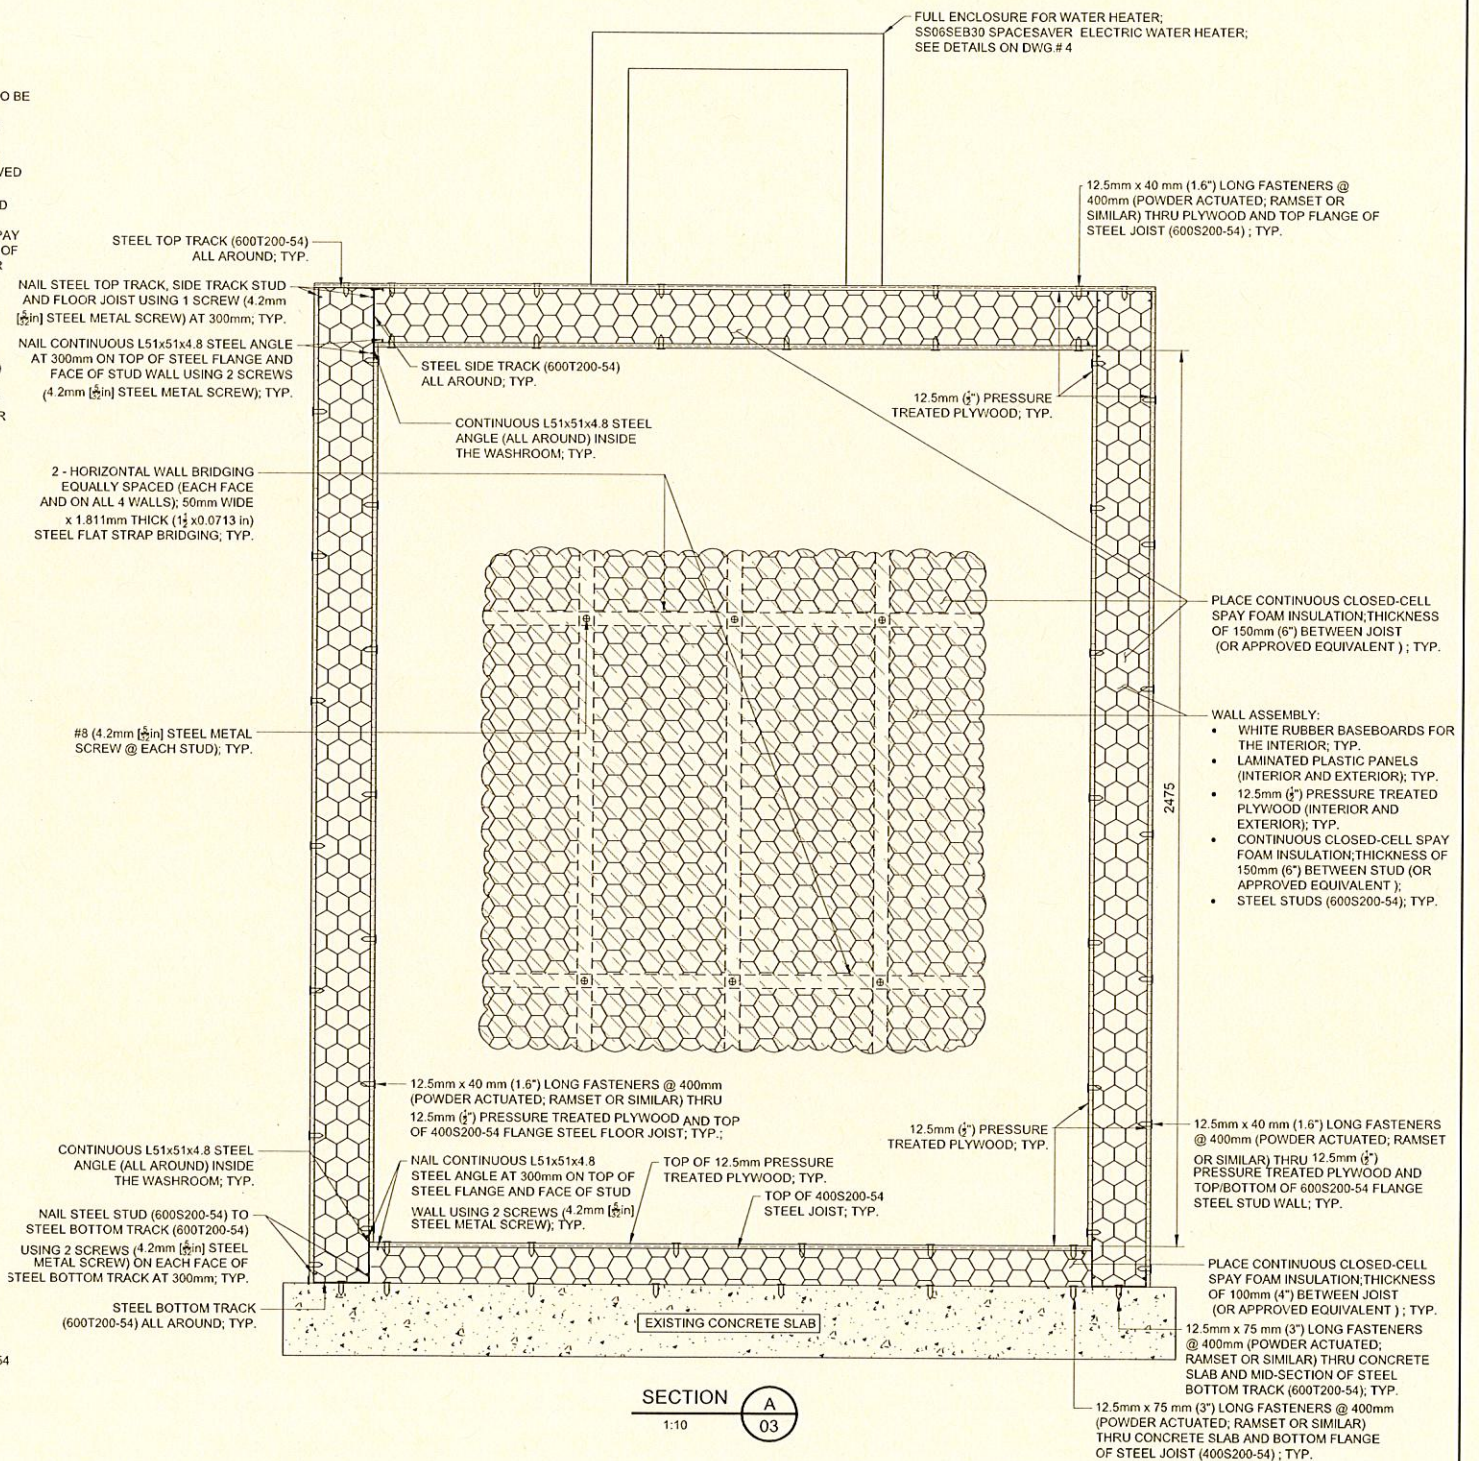 FULL ENCLOSURE FOR WATER HEATER;
SS06SEB30 SPACESAVER ELECTRIC WATER HEATER;
SEE DETAILS ON DWG.# 4
O BE
VED
D
PAY
OF
R
)
R
54
STEEL TOP TRACK (600T200-54)
ALL AROUND; TYP.
NAIL STEEL TOP TRACK, SIDE TRACK STUD
AND FLOOR JOIST USING 1 SCREW (4.2mm
[5/32in] STEEL METAL SCREW) AT 300mm; TYP.
NAIL CONTINUOUS L51x51x4.8 STEEL ANGLE
AT 300mm ON TOP OF STEEL FLANGE AND
FACE OF STUD WALL USING 2 SCREWS
(4.2mm [5/32in] STEEL METAL SCREW); TYP.
STEEL SIDE TRACK (600T200-54)
ALL AROUND; TYP.
CONTINUOUS L51x51x4.8 STEEL
ANGLE (ALL AROUND) INSIDE
THE WASHROOM; TYP.
2 - HORIZONTAL WALL BRIDGING
EQUALLY SPACED (EACH FACE
AND ON ALL 4 WALLS); 50mm WIDE
x 1.811mm THICK (1½ x0.0713 in)
STEEL FLAT STRAP BRIDGING; TYP.
#8 (4.2mm [5/32in] STEEL METAL
SCREW @ EACH STUD); TYP.
12.5mm x 40 mm (1.6") LONG FASTENERS @
400mm (POWDER ACTUATED; RAMSET OR
SIMILAR) THRU PLYWOOD AND TOP FLANGE OF
STEEL JOIST (600S200-54) ; TYP.
12.5mm (½") PRESSURE
TREATED PLYWOOD; TYP.
PLACE CONTINUOUS CLOSED-CELL
SPAY FOAM INSULATION;THICKNESS
OF 150mm (6") BETWEEN JOIST
(OR APPROVED EQUIVALENT ) ; TYP.
WALL ASSEMBLY:
• WHITE RUBBER BASEBOARDS FOR
THE INTERIOR; TYP.
• LAMINATED PLASTIC PANELS
(INTERIOR AND EXTERIOR); TYP.
• 12.5mm (½") PRESSURE TREATED
PLYWOOD (INTERIOR AND
EXTERIOR); TYP.
• CONTINUOUS CLOSED-CELL SPAY
FOAM INSULATION;THICKNESS OF
150mm (6") BETWEEN STUD (OR
APPROVED EQUIVALENT );
• STEEL STUDS (600S200-54); TYP.
2475
12.5mm x 40 mm (1.6") LONG FASTENERS @ 400mm
(POWDER ACTUATED; RAMSET OR SIMILAR) THRU
12.5mm (½") PRESSURE TREATED PLYWOOD AND TOP
OF 400S200-54 FLANGE STEEL FLOOR JOIST; TYP.;
NAIL CONTINUOUS L51x51x4.8
STEEL ANGLE AT 300mm ON TOP OF
STEEL FLANGE AND FACE OF STUD
WALL USING 2 SCREWS (4.2mm [5/32in]
STEEL METAL SCREW); TYP.
TOP OF 12.5mm PRESSURE
TREATED PLYWOOD; TYP.
TOP OF 400S200-54
STEEL JOIST; TYP.
12.5mm (½") PRESSURE
TREATED PLYWOOD; TYP.
CONTINUOUS L51x51x4.8 STEEL
ANGLE (ALL AROUND) INSIDE
THE WASHROOM; TYP.
NAIL STEEL STUD (600S200-54) TO
STEEL BOTTOM TRACK (600T200-54)
USING 2 SCREWS (4.2mm [5/32in] STEEL
METAL SCREW) ON EACH FACE OF
STEEL BOTTOM TRACK AT 300mm; TYP.
STEEL BOTTOM TRACK
(600T200-54) ALL AROUND; TYP.
12.5mm x 40 mm (1.6") LONG FASTENERS
@ 400mm (POWDER ACTUATED; RAMSET
OR SIMILAR) THRU 12.5mm (½")
PRESSURE TREATED PLYWOOD AND
TOP/BOTTOM OF 600S200-54 FLANGE
STEEL STUD WALL; TYP.
PLACE CONTINUOUS CLOSED-CELL
SPAY FOAM INSULATION;THICKNESS
OF 100mm (4") BETWEEN JOIST
(OR APPROVED EQUIVALENT ) ; TYP.
12.5mm x 75 mm (3") LONG FASTENERS
@ 400mm (POWDER ACTUATED;
RAMSET OR SIMILAR) THRU CONCRETE
SLAB AND MID-SECTION OF STEEL
BOTTOM TRACK (600T200-54); TYP.
12.5mm x 75 mm (3") LONG FASTENERS @ 400mm
(POWDER ACTUATED; RAMSET OR SIMILAR)
THRU CONCRETE SLAB AND BOTTOM FLANGE
OF STEEL JOIST (400S200-54) ; TYP.
EXISTING CONCRETE SLAB
SECTION
1:10
A
03